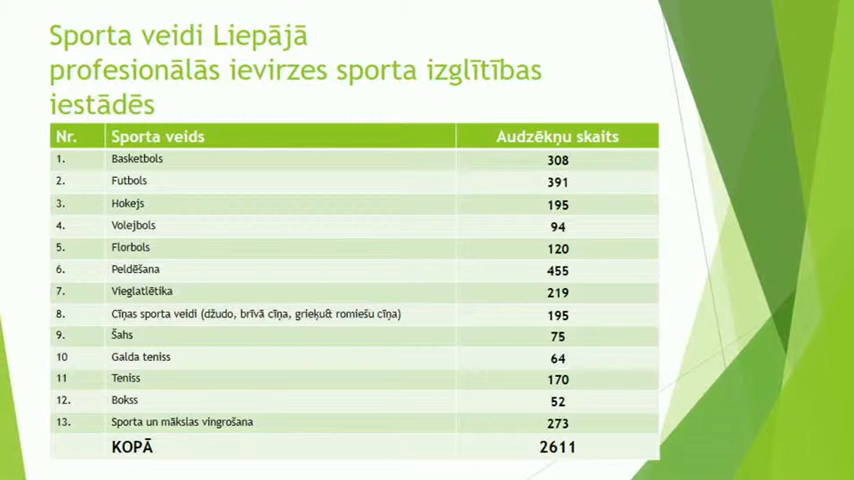 Sporta veidi Liepājā
profesionālās ievirzes sporta izglītības
iestādēs
Nr. Sporta veids Audzēkņu skaits
1. Basketbols 308
2. Futbols 391
3. Hokejs 195
4. Volejbols 94
5. Florbols 120
6. Peldēšana 455
7. Vieglatlētika 219
8. Cīņas sporta veidi (džudo, brīvā cīņa, grieķu& romiešu cīņa) 195
9. Šahs 75
10 Galda teniss 64
11 Teniss 170
12. Bokss 52
13. Sporta un mākslas vingrošana 273
KOPĀ 2611